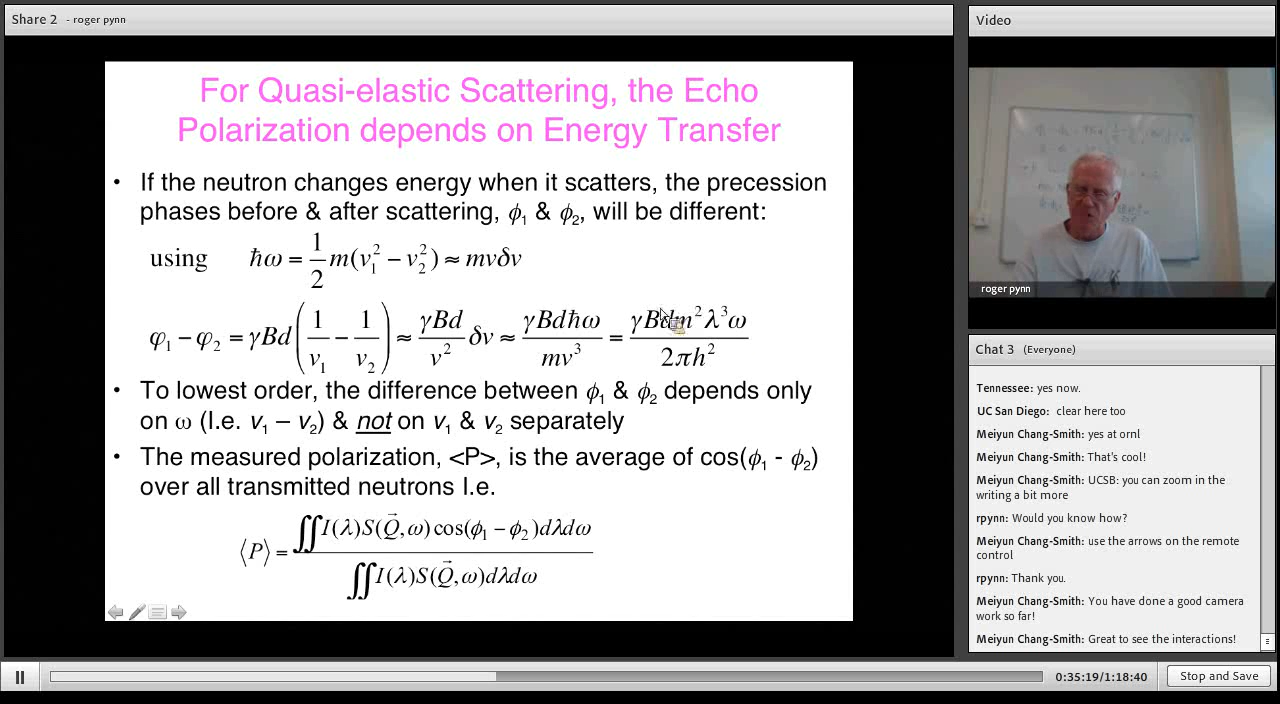 Share 2 - roger pynn
For Quasi-elastic Scattering, the Echo
Polarization depends on Energy Transfer
• If the neutron changes energy when it scatters, the precession
phases before & after scattering, ϕ₁ & ϕ₂, will be different:
using ħω = 1/2 m(v₁² − v₂²) ≈ mvδv
φ₁ − φ₂ = γBd(1/v₁ − 1/v₂) ≈ γBd/v² δv ≈ γBdħω/mv³ = γBdm²λ³ω/2πh²
• To lowest order, the difference between ϕ₁ & ϕ₂ depends only
on ω (I.e. v₁ – v₂) & not on v₁ & v₂ separately
• The measured polarization, <P>, is the average of cos(ϕ₁ - ϕ₂)
over all transmitted neutrons I.e.
⟨P⟩ = ∬I(λ)S(Q⃗,ω)cos(ϕ₁ − ϕ₂)dλdω / ∬I(λ)S(Q⃗,ω)dλdω
Video
roger pynn
Chat 3 (Everyone)
Tennessee: yes now.
UC San Diego: clear here too
Meiyun Chang-Smith: yes at ornl
Meiyun Chang-Smith: That's cool!
Meiyun Chang-Smith: UCSB: you can zoom in the
writing a bit more
rpynn: Would you know how?
Meiyun Chang-Smith: use the arrows on the remote
control
rpynn: Thank you.
Meiyun Chang-Smith: You have done a good camera
work so far!
Meiyun Chang-Smith: Great to see the interactions!
0:35:19/1:18:40
Stop and Save